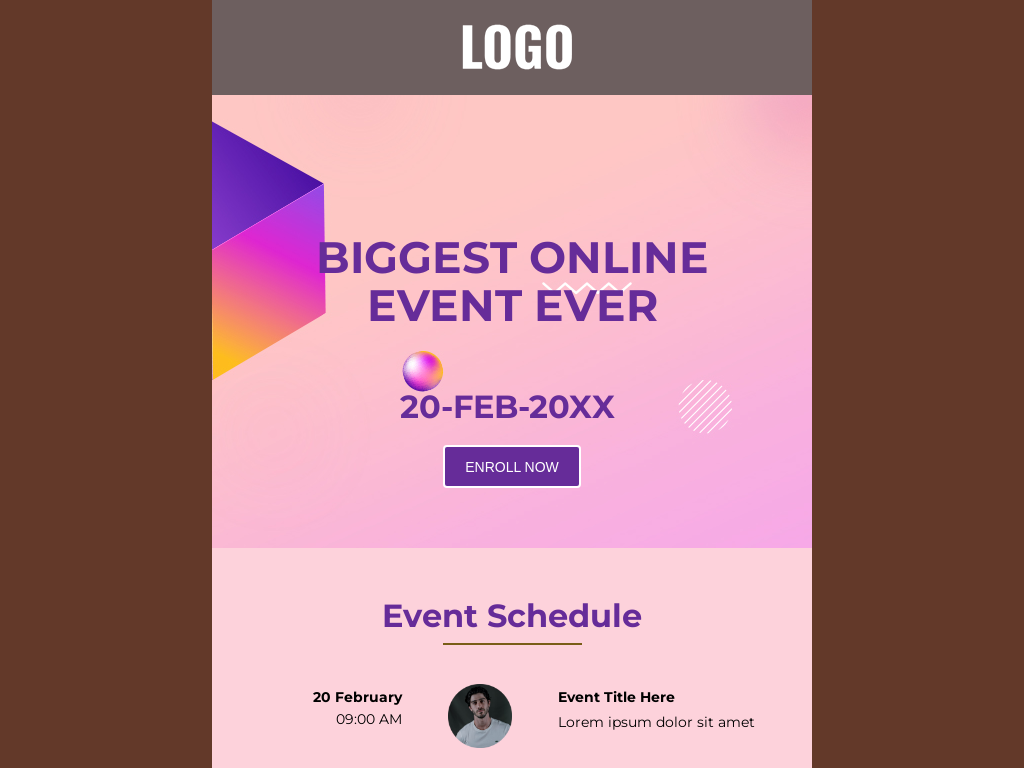 LOGO
BIGGEST ONLINE
EVENT EVER
20-FEB-20XX
ENROLL NOW
Event Schedule
20 February
09:00 AM
Event Title Here
Lorem ipsum dolor sit amet